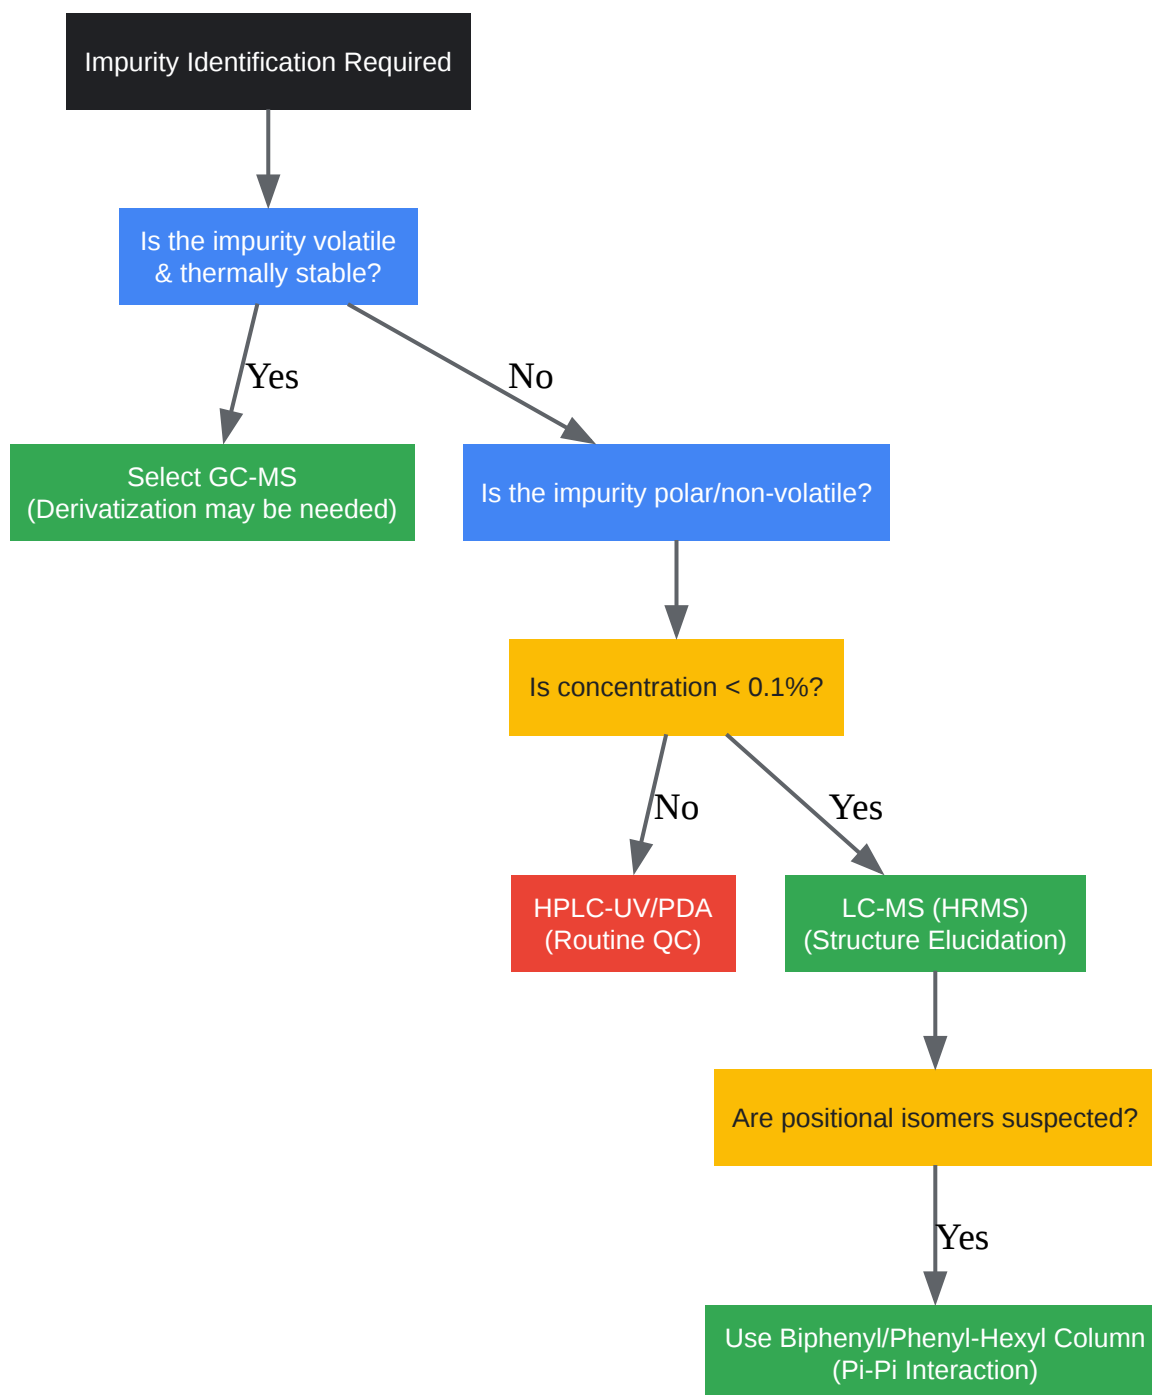 Impurity Identification Required
Is the impurity volatile
& thermally stable?
Yes
No
Select GC-MS
(Derivatization may be needed)
Is the impurity polar/non-volatile?
Is concentration < 0.1%?
No
Yes
HPLC-UV/PDA
(Routine QC)
LC-MS (HRMS)
(Structure Elucidation)
Are positional isomers suspected?
Yes
Use Biphenyl/Phenyl-Hexyl Column
(Pi-Pi Interaction)